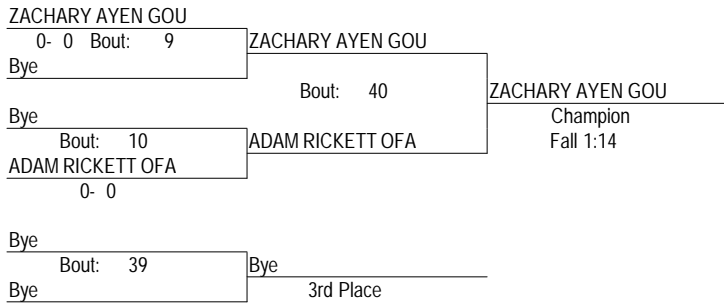 ZACHARY AYEN GOU
0- 0 Bout: 9
ZACHARY AYEN GOU
Bye
Bout: 40
ZACHARY AYEN GOU
Bye
Champion
Bout: 10
ADAM RICKETT OFA
Fall 1:14
ADAM RICKETT OFA
0- 0
Bye
Bout: 39
Bye
Bye
3rd Place